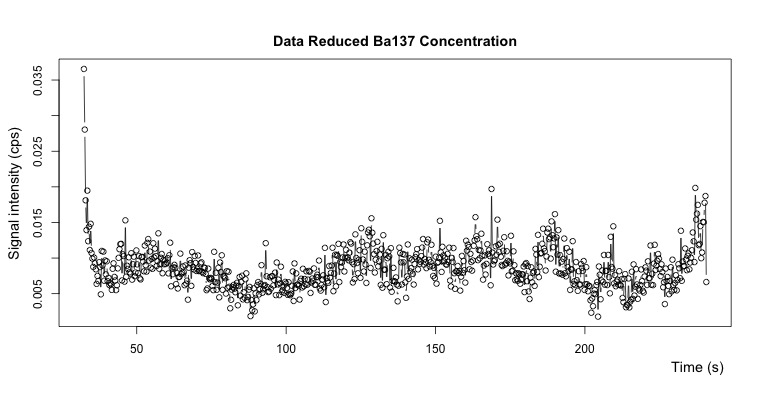 Data Reduced Ba137 Concentration
Signal intensity (cps)
0.035
0.025
0.015
0.005
50 100 150 200
Time (s)